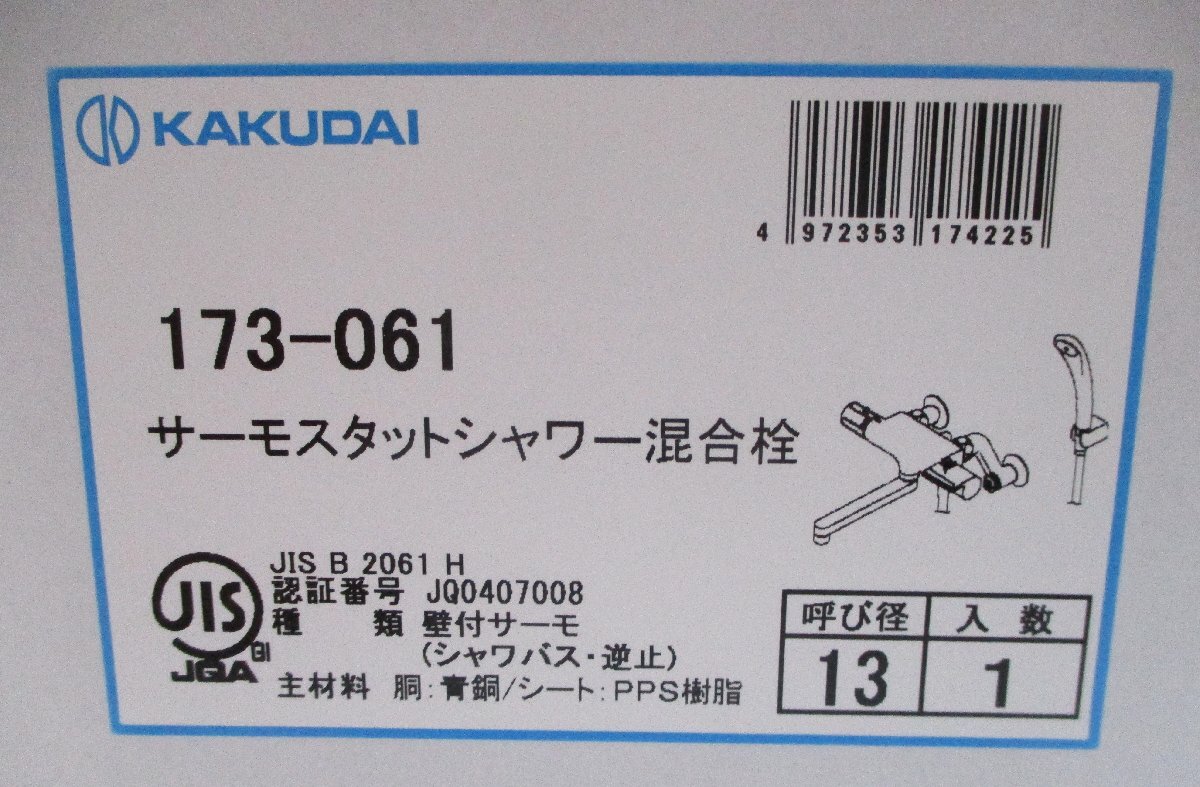 KAKUDAI
4 972353 174225
173-061
サーモスタットシャワー混合栓
JIS B 2061 H
認証番号 JQ0407008
種 類 壁付サーモ
(シャワバス・逆止)
主材料 胴:青銅/シート:PPS樹脂
JIS
JQA GI
呼び径 入 数
13 1